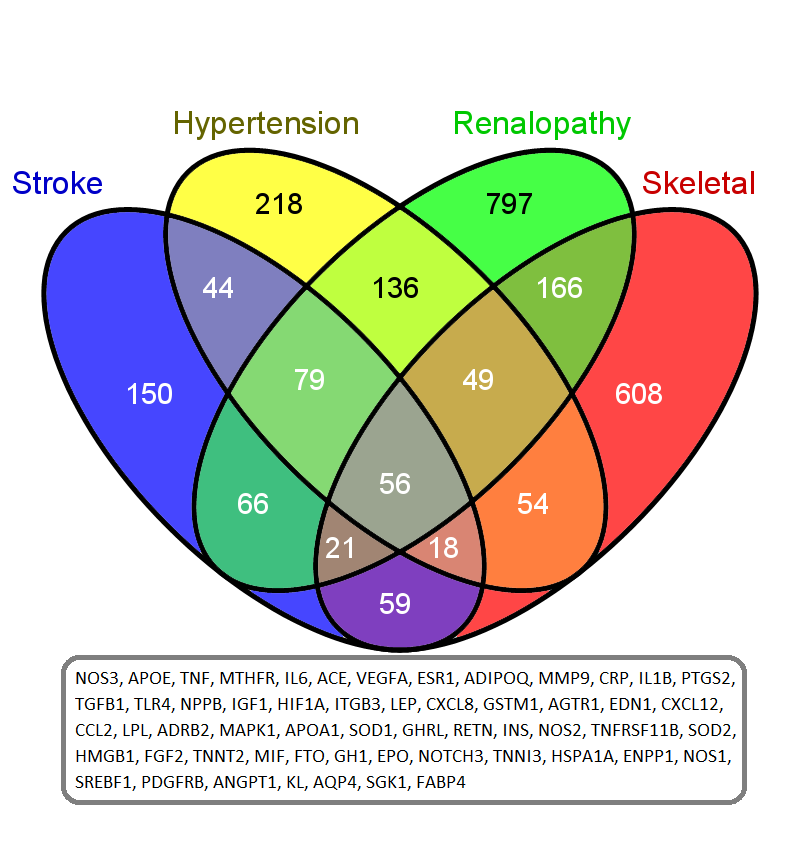 Hypertension
Renalopathy
Stroke
Skeletal
218
797
44
136
166
150
79
49
608
66
56
54
21
18
59
NOS3, APOE, TNF, MTHFR, IL6, ACE, VEGFA, ESR1, ADIPOQ, MMP9, CRP, IL1B, PTGS2,
TGFB1, TLR4, NPPB, IGF1, HIF1A, ITGB3, LEP, CXCL8, GSTM1, AGTR1, EDN1, CXCL12,
CCL2, LPL, ADRB2, MAPK1, APOA1, SOD1, GHRL, RETN, INS, NOS2, TNFRSF11B, SOD2,
HMGB1, FGF2, TNNT2, MIF, FTO, GH1, EPO, NOTCH3, TNNI3, HSPA1A, ENPP1, NOS1,
SREBF1, PDGFRB, ANGPT1, KL, AQP4, SGK1, FABP4